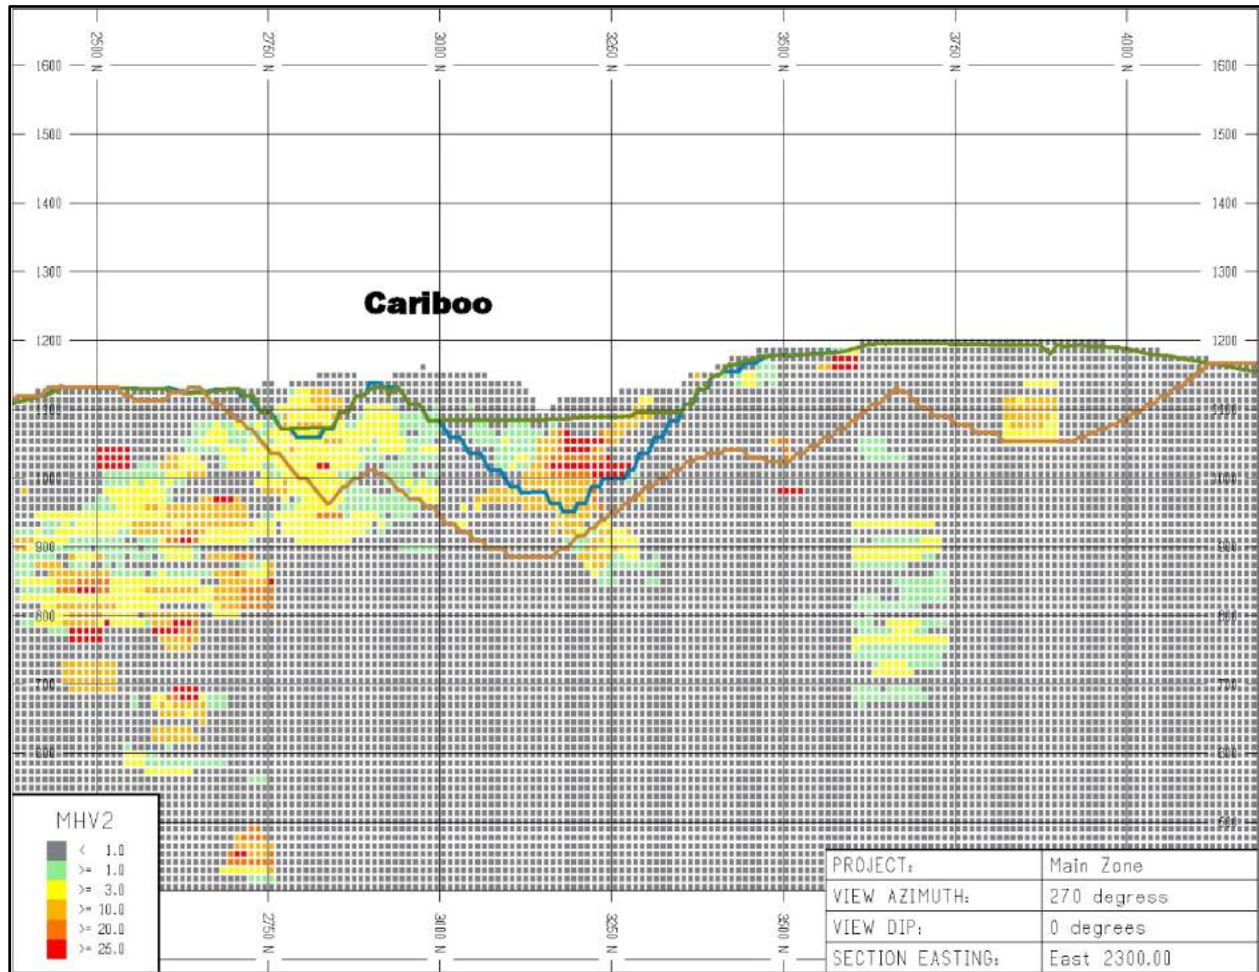 2500 N
2750 N
3000 N
3250 N
3500 N
3750 N
4000 N
1600 1600
1500 1500
1400 1400
1300 1300
Cariboo
1200 1200
1100 1100
1000
900 900
800 800
700 700
600 600
500
MHV2
< 1.0
>= 1.0
>= 3.0
>= 10.0
>= 20.0
>= 25.0
2750 N
3000 N
3250 N
PROJECT: Main Zone
VIEW AZIMUTH: 270 degress
VIEW DIP: 0 degrees
SECTION EASTING: East 2300.00